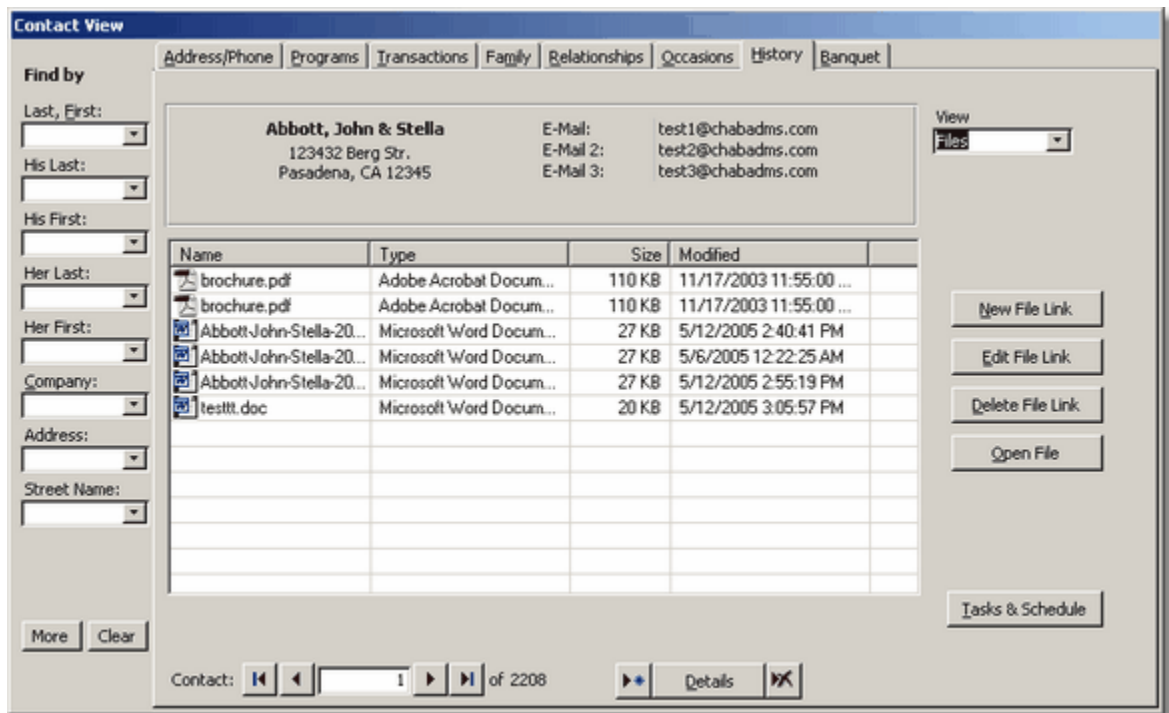 Contact View
Address/Phone Programs Transactions Family Relationships Occasions History Banquet
Find by
Last, First:
His Last:
His First:
Her Last:
Her First:
Company:
Address:
Street Name:
More Clear
Abbott, John & Stella
123432 Berg Str.
Pasadena, CA 12345
E-Mail: test1@chabadms.com
E-Mail 2: test2@chabadms.com
E-Mail 3: test3@chabadms.com
View
Files
Name Type Size Modified
brochure.pdf Adobe Acrobat Docum... 110 KB 11/17/2003 11:55:00 ...
brochure.pdf Adobe Acrobat Docum... 110 KB 11/17/2003 11:55:00 ...
Abbott-John-Stella-20... Microsoft Word Docum... 27 KB 5/12/2005 2:40:41 PM
Abbott-John-Stella-20... Microsoft Word Docum... 27 KB 5/6/2005 12:22:25 AM
Abbott-John-Stella-20... Microsoft Word Docum... 27 KB 5/12/2005 2:55:19 PM
testtt.doc Microsoft Word Docum... 20 KB 5/12/2005 3:05:57 PM
New File Link
Edit File Link
Delete File Link
Open File
Tasks & Schedule
Contact: 1 of 2208 Details